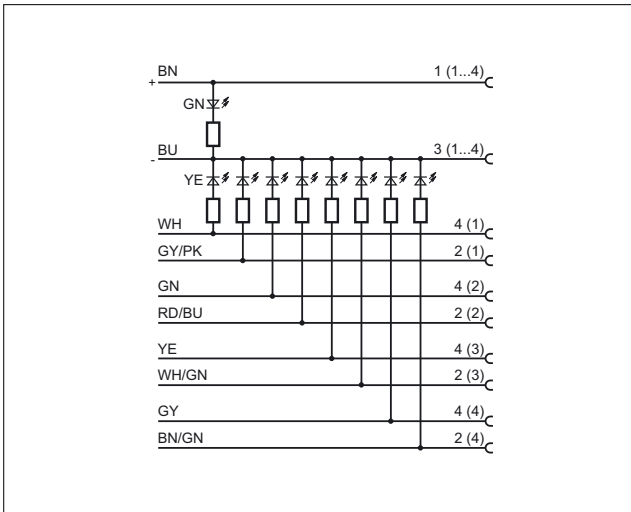 BN 1 (1...4)
+
GN
BU 3 (1...4)
-
YE
WH 4 (1)
GY/PK 2 (1)
GN 4 (2)
RD/BU 2 (2)
YE 4 (3)
WH/GN 2 (3)
GY 4 (4)
BN/GN 2 (4)